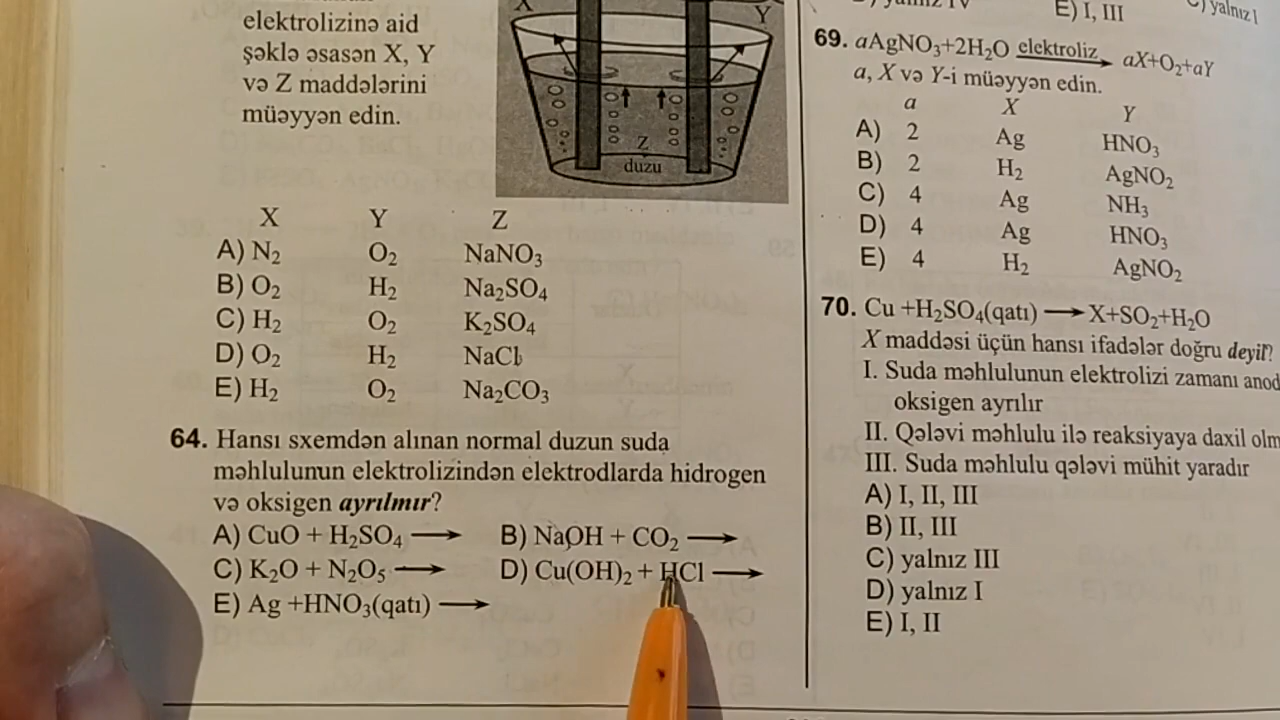 elektrolizinə aid
şəklə əsasən X, Y
və Z maddələrini
müəyyən edin.
X
Y
Z
duzu
X Y Z
A) N₂ O₂ NaNO₃
B) O₂ H₂ Na₂SO₄
C) H₂ O₂ K₂SO₄
D) O₂ H₂ NaCl
E) H₂ O₂ Na₂CO₃
64. Hansı sxemdən alınan normal duzun suda
məhlulunun elektrolizindən elektrodlarda hidrogen
və oksigen ayrılmır?
A) CuO + H₂SO₄ ⟶ B) NaOH + CO₂ ⟶
C) K₂O + N₂O₅ ⟶ D) Cu(OH)₂ + HCl ⟶
E) Ag +HNO₃(qatı) ⟶
E) I, III
C) yalnız I
69. aAgNO₃+2H₂O elektroliz⟶ aX+O₂+aY
a, X və Y-i müəyyən edin.
a X Y
A) 2 Ag HNO₃
B) 2 H₂ AgNO₂
C) 4 Ag NH₃
D) 4 Ag HNO₃
E) 4 H₂ AgNO₂
70. Cu +H₂SO₄(qatı) ⟶ X+SO₂+H₂O
X maddəsi üçün hansı ifadələr doğru deyil?
I. Suda məhlulunun elektrolizi zamanı anod
oksigen ayrılır
II. Qələvi məhlulu ilə reaksiyaya daxil olm
III. Suda məhlulu qələvi mühit yaradır
A) I, II, III
B) II, III
C) yalnız III
D) yalnız I
E) I, II